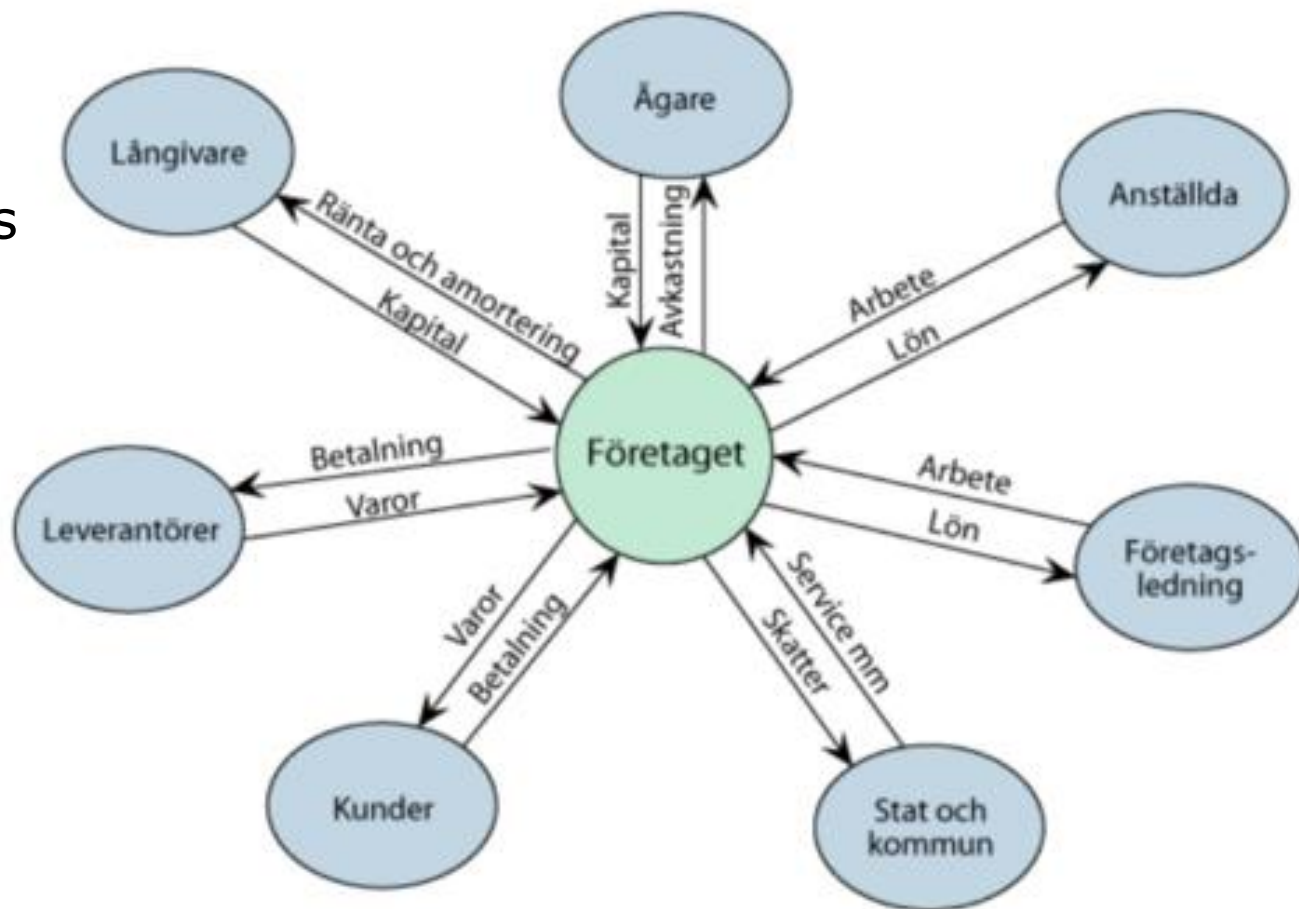 Ägare
Långivare
Anställda
s
Ränta och amortering
Kapital
Kapital
Avkastning
Arbete
Lön
Företaget
Betalning
Varor
Leverantörer
Arbete
Lön
Företags-
ledning
Varor
Betalning
Service mm
Skatter
Kunder
Stat och
kommun